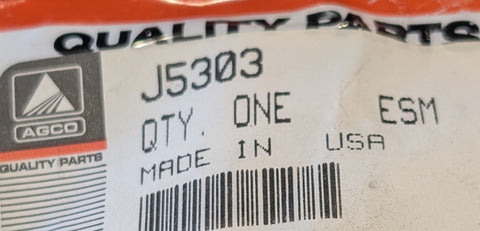 QUALITY PARTS
J5303
AGCO
QTY. ONE ESM
QUALITY PARTS
MADE IN USA